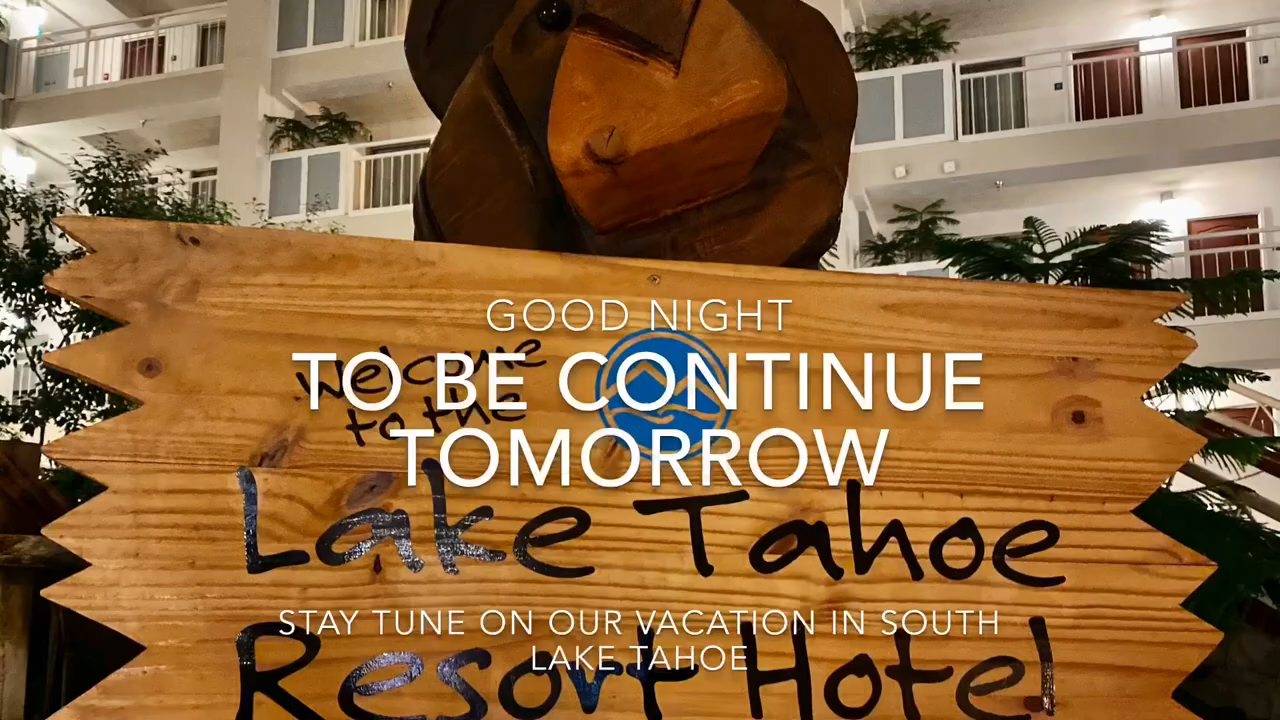 GOOD NIGHT
welcome
TO BE CONTINUE
to the
TOMORROW
Lake Tahoe
STAY TUNE ON OUR VACATION IN SOUTH
LAKE TAHOE
Resort Hotel